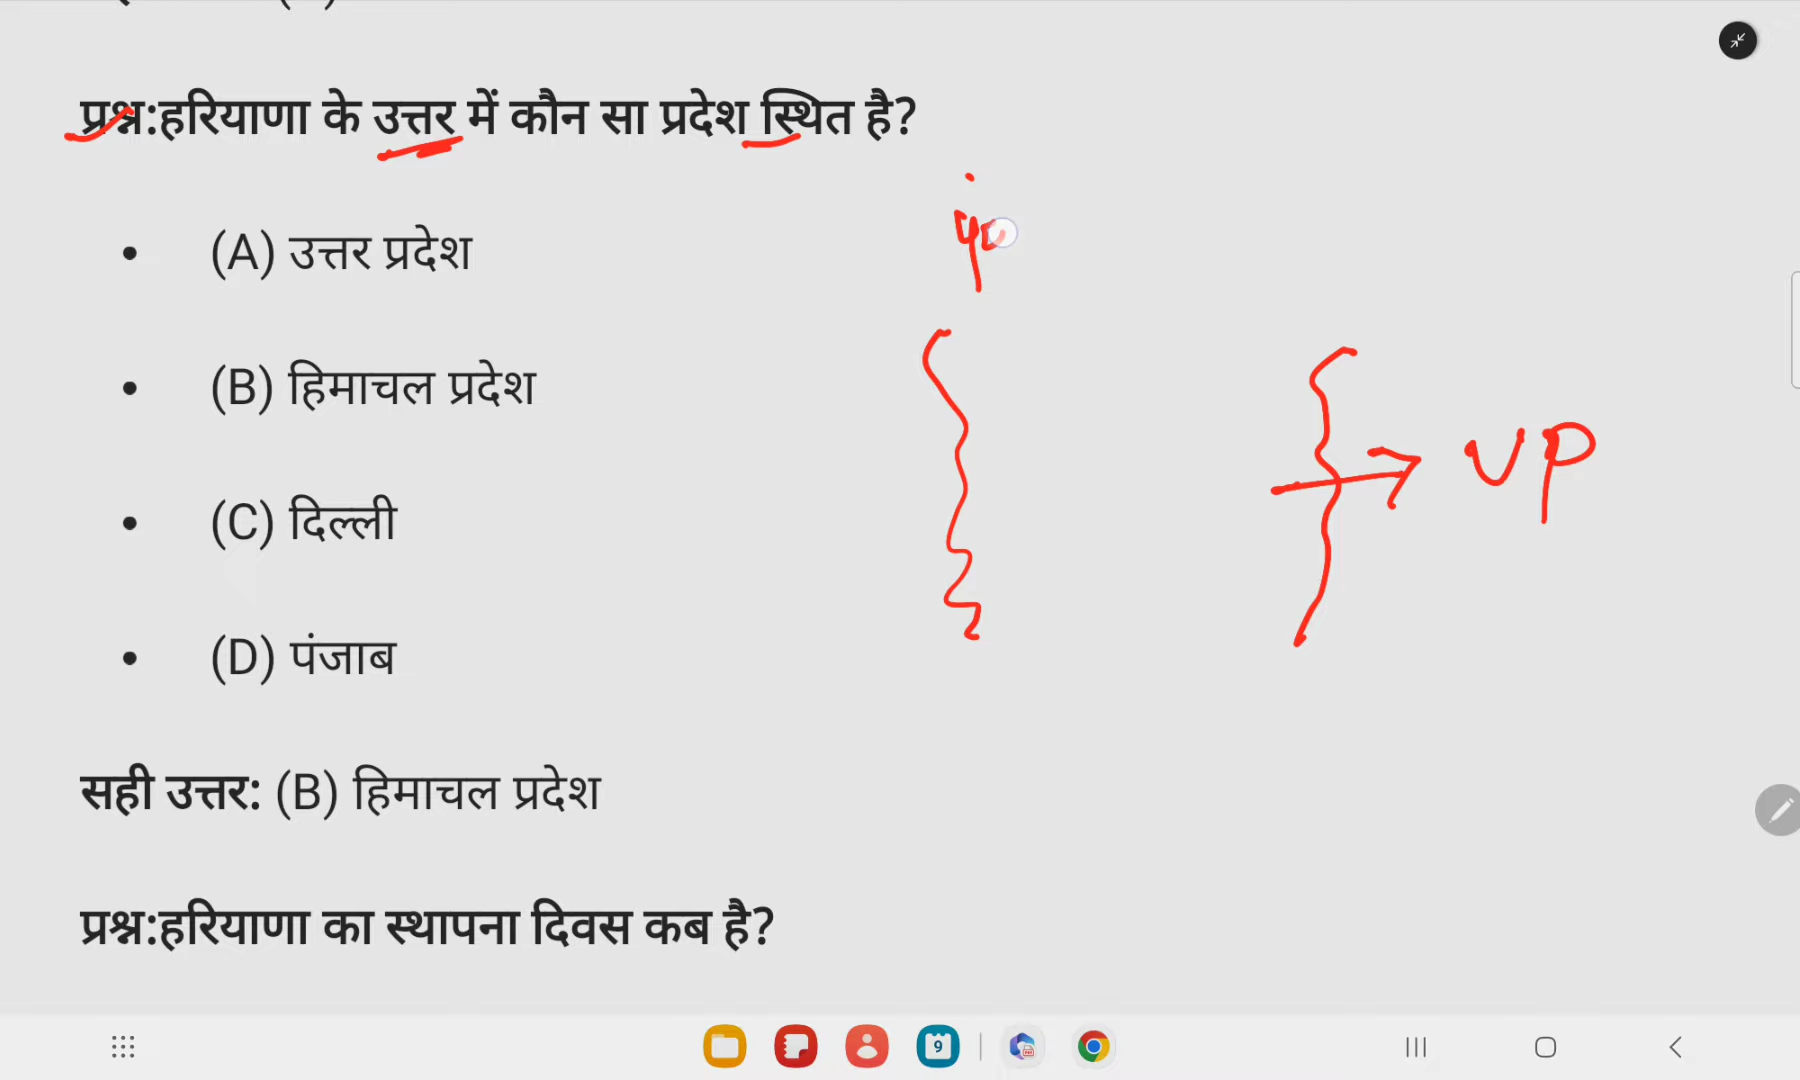 प्रश्न:हरियाणा के उत्तर में कौन सा प्रदेश स्थित है?
• (A) उत्तर प्रदेश
• (B) हिमाचल प्रदेश
UP
• (C) दिल्ली
• (D) पंजाब
सही उत्तर: (B) हिमाचल प्रदेश
प्रश्न:हरियाणा का स्थापना दिवस कब है?
9